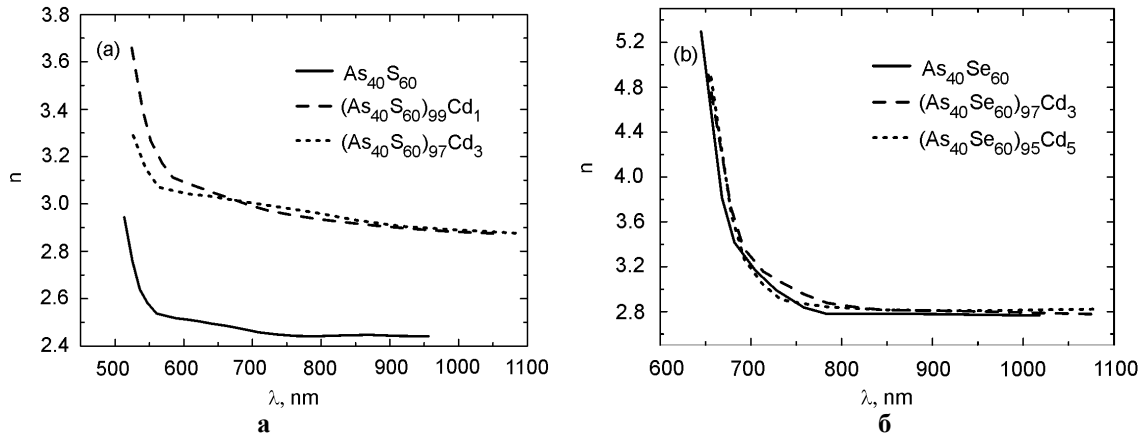 (a)
As40S60
(As40S60)99Cd1
(As40S60)97Cd3
n
3.8
3.6
3.4
3.2
3.0
2.8
2.6
2.4
500 600 700 800 900 1000 1100
λ, nm
а
(b)
As40Se60
(As40Se60)97Cd3
(As40Se60)95Cd5
n
5.2
4.8
4.4
4.0
3.6
3.2
2.8
600 700 800 900 1000 1100
λ, nm
б